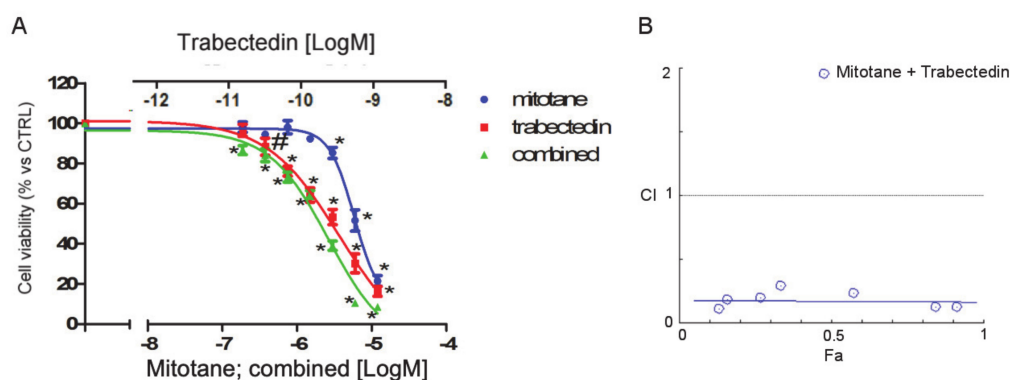 A
Trabectedin [LogM]
-12 -11 -10 -9 -8
120
100
80
60
40
20
0
Cell viability (% vs CTRL)
# * * * * * * * * * * * * * * * *
-8 -7 -6 -5 -4
Mitotane; combined [LogM]
mitotane
trabectedin
combined
B
2
Mitotane + Trabectedin
CI
1
0
0 0.5 1
Fa